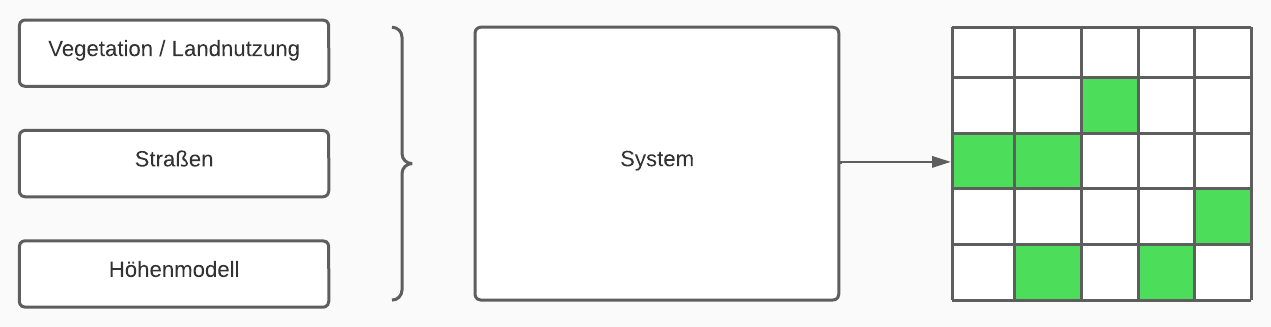 Vegetation / Landnutzung
Straßen
Höhenmodell
System